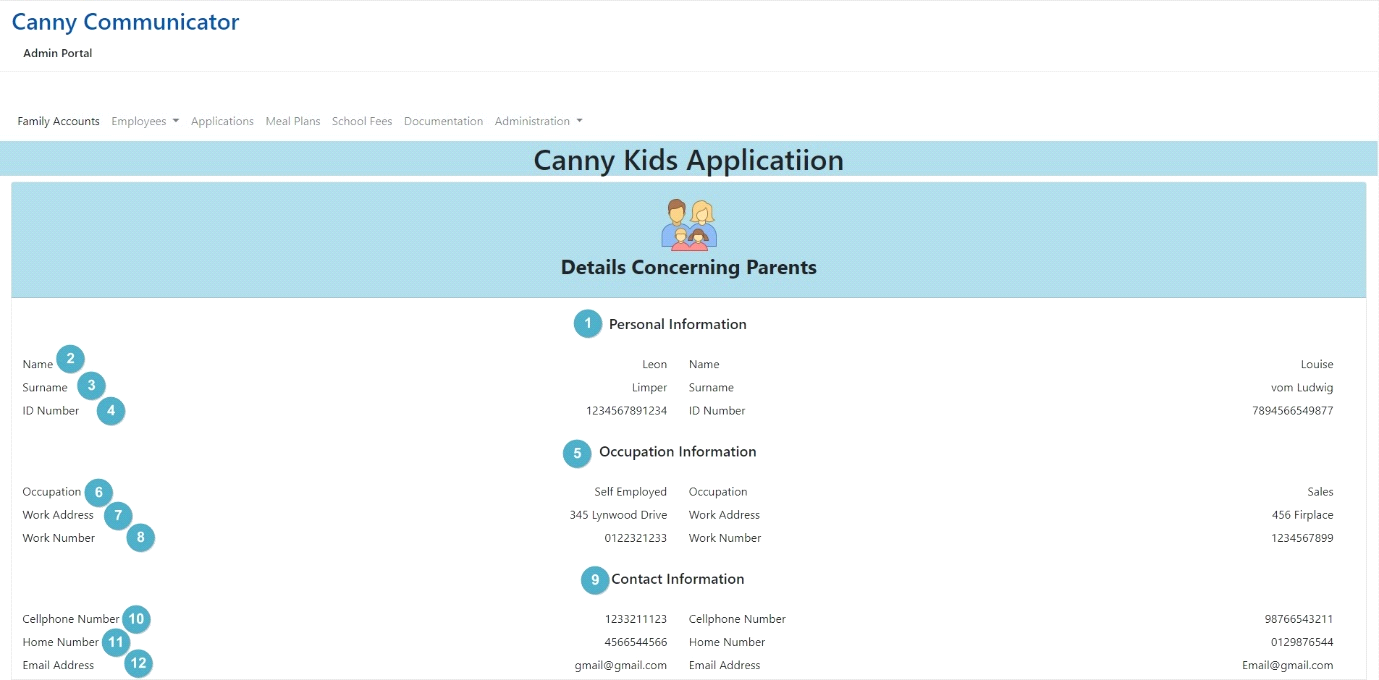 Canny Communicator
Admin Portal
Family Accounts Employees Applications Meal Plans School Fees Documentation Administration
Canny Kids Applicatiion
Details Concerning Parents
1 Personal Information
Name 2 Leon Name Louise
Surname 3 Limper Surname vom Ludwig
ID Number 4 1234567891234 ID Number 7894566549877
5 Occupation Information
Occupation 6 Self Employed Occupation Sales
Work Address 7 345 Lynwood Drive Work Address 456 Firplace
Work Number 8 0122321233 Work Number 1234567899
9 Contact Information
Cellphone Number 10 1233211123 Cellphone Number 98766543211
Home Number 11 4566544566 Home Number 0129876544
Email Address 12 gmail@gmail.com Email Address Email@gmail.com